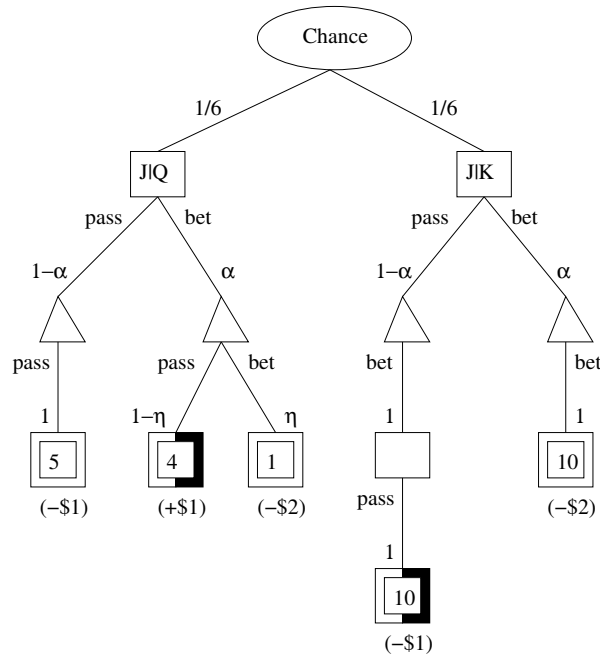 Chance
1/6 1/6
J|Q J|K
pass bet pass bet
1−α α 1−α α
pass pass bet bet bet
1 1−η η 1 1
5 4 1 10
(−$1) (+$1) (−$2) (−$2)
pass
1
10
(−$1)